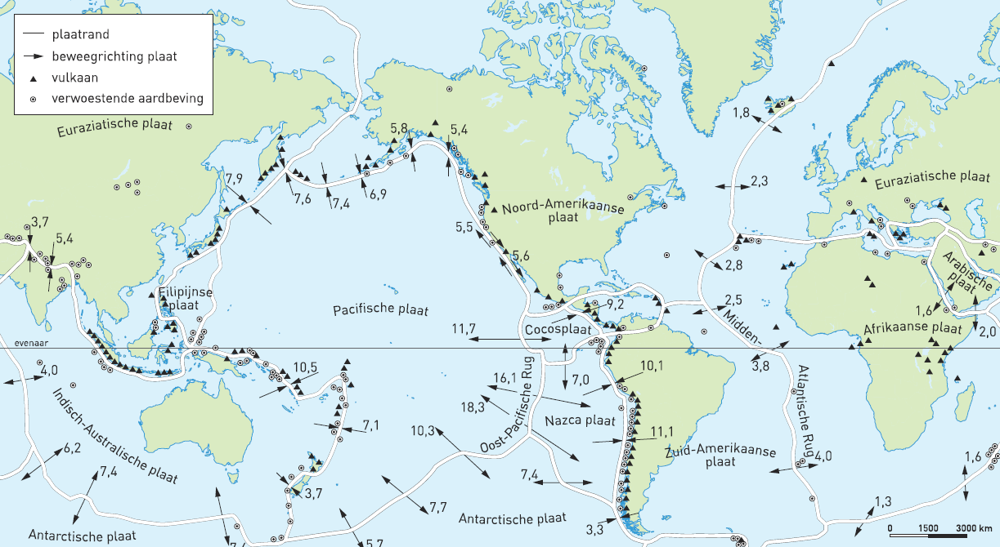 plaatrand
beweegrichting plaat
vulkaan
verwoestende aardbeving
Euraziatische plaat
5,8
5,4
1,8
7,9
7,6
7,4
6,9
2,3
Euraziatische plaat
Noord-Amerikaanse
plaat
3,7
5,4
5,5
5,6
2,8
Arabische
plaat
Filipijnse
plaat
Pacifische plaat
9,2
2,5
1,6
2,0
11,7
Cocosplaat
Midden-
Afrikaanse plaat
evenaar
3,8
4,0
10,5
16,1
7,0
10,1
Atlantische Rug
Indisch-Australische plaat
18,3
Oost-Pacifische Rug
Nazca plaat
7,1
10,3
11,1
Zuid-Amerikaanse
plaat
6,2
7,4
7,4
4,0
1,6
3,7
7,7
1,3
Antarctische plaat
Antarctische plaat
3,3
5,7
0 1500 3000 km